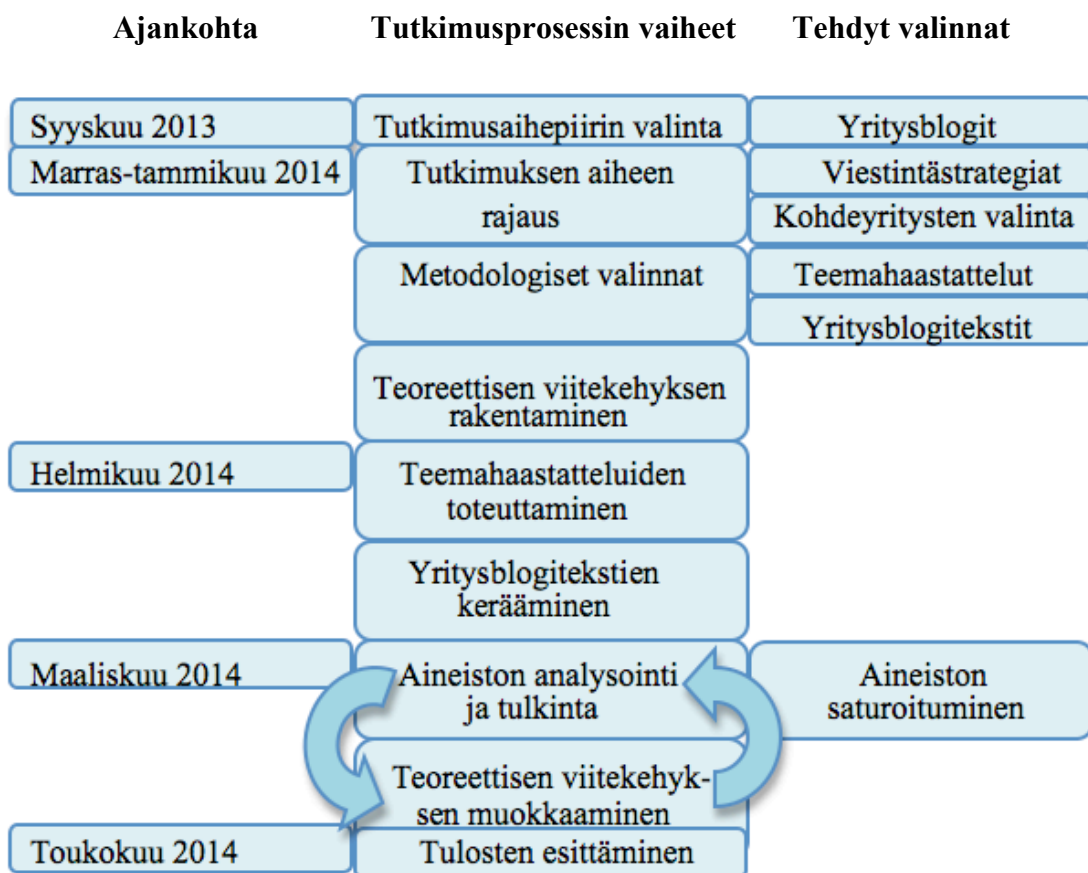 Ajankohta Tutkimusprosessin vaiheet Tehdyt valinnat
Syyskuu 2013 Tutkimusaihepiirin valinta Yritysblogit
Marras-tammikuu 2014 Tutkimuksen aiheen Viestintästrategiat
rajaus Kohdeyritysten valinta
Metodologiset valinnat Teemahaastattelut
Yritysblogitekstit
Teoreettisen viitekehyksen
rakentaminen
Helmikuu 2014 Teemahaastatteluiden
toteuttaminen
Yritysblogitekstien
kerääminen
Maaliskuu 2014 Aineiston analysointi Aineiston
ja tulkinta saturoituminen
Teoreettisen viitekehyk-
sen muokkaaminen
Toukokuu 2014 Tulosten esittäminen